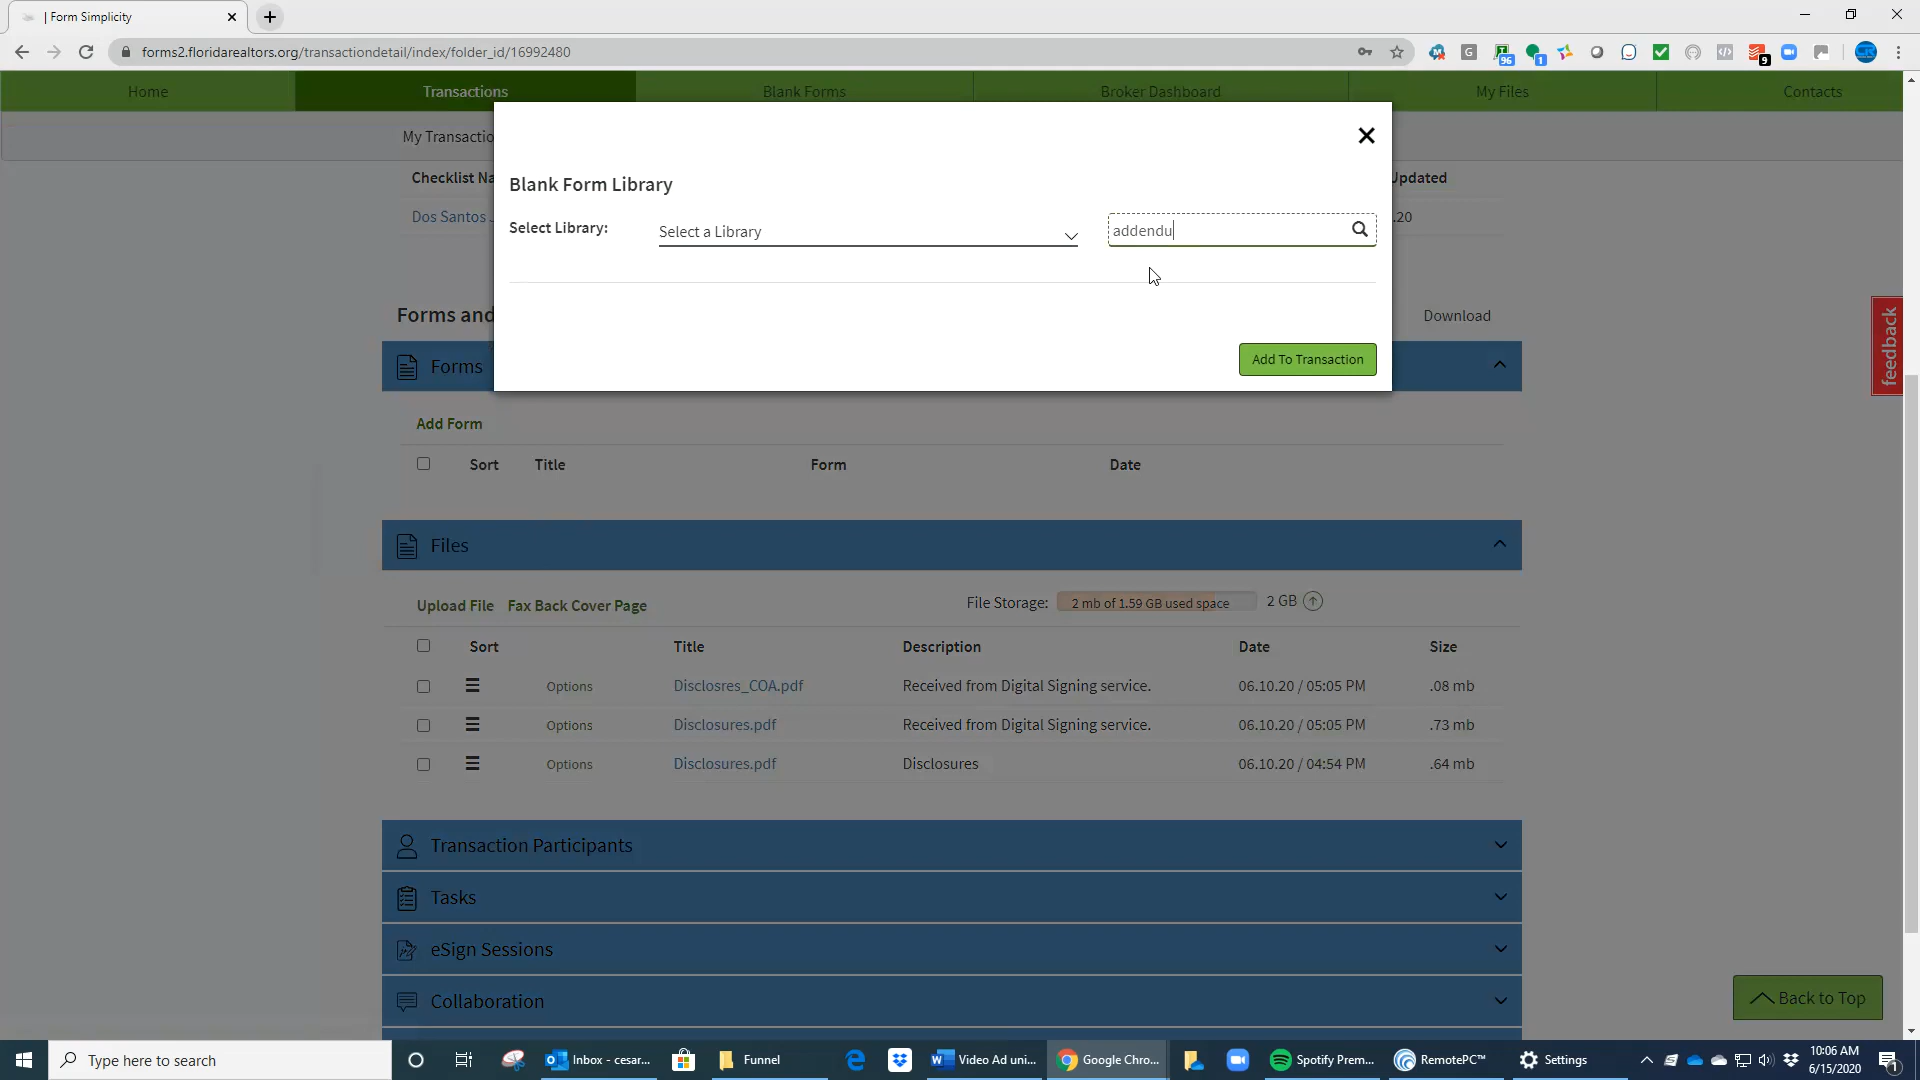 | Form Simplicity
forms2.floridarealtors.org/transactiondetail/index/folder_id/16992480
G
96
1
9
Home Transactions Blank Forms Broker Dashboard My Files Contacts
My Transactio
Checklist Na Updated
Dos Santos .20
Blank Form Library
Select Library: Select a Library addendu
Add To Transaction
Forms and Download
feedback
Forms
Add Form
Sort Title Form Date
Files
Upload File Fax Back Cover Page File Storage: 2 mb of 1.59 GB used space 2 GB
Sort Title Description Date Size
Options Disclosres_COA.pdf Received from Digital Signing service. 06.10.20 / 05:05 PM .08 mb
Options Disclosures.pdf Received from Digital Signing service. 06.10.20 / 05:05 PM .73 mb
Options Disclosures.pdf Disclosures 06.10.20 / 04:54 PM .64 mb
Transaction Participants
Tasks
eSign Sessions
Back to Top
Collaboration
Type here to search Inbox - cesar... Funnel Video Ad uni... Google Chro... Spotify Prem... RemotePC™ Settings 10:06 AM
6/15/2020
1